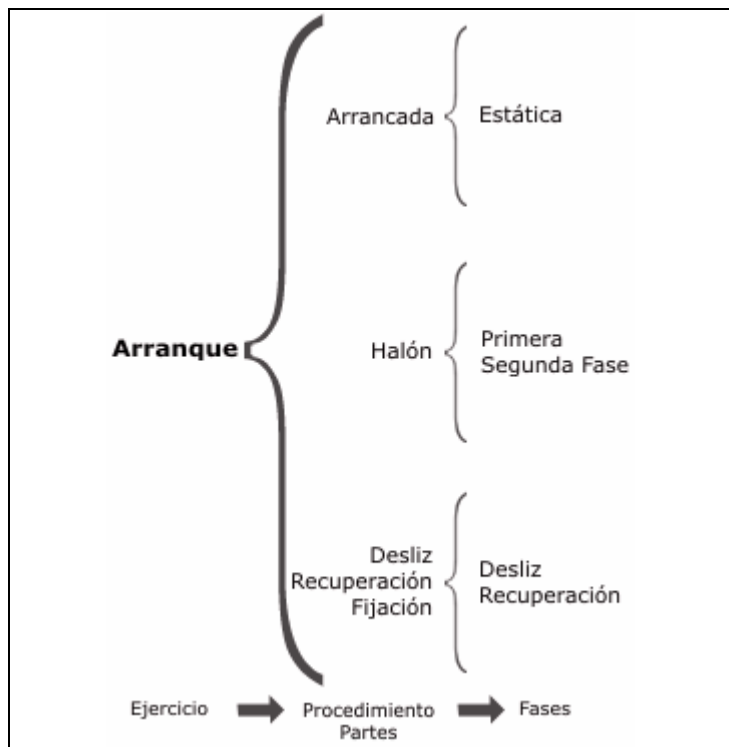 Arrancada
Estática
Arranque
Halón
Primera
Segunda Fase
Desliz
Recuperación
Fijación
Desliz
Recuperación
Ejercicio
Procedimiento
Partes
Fases